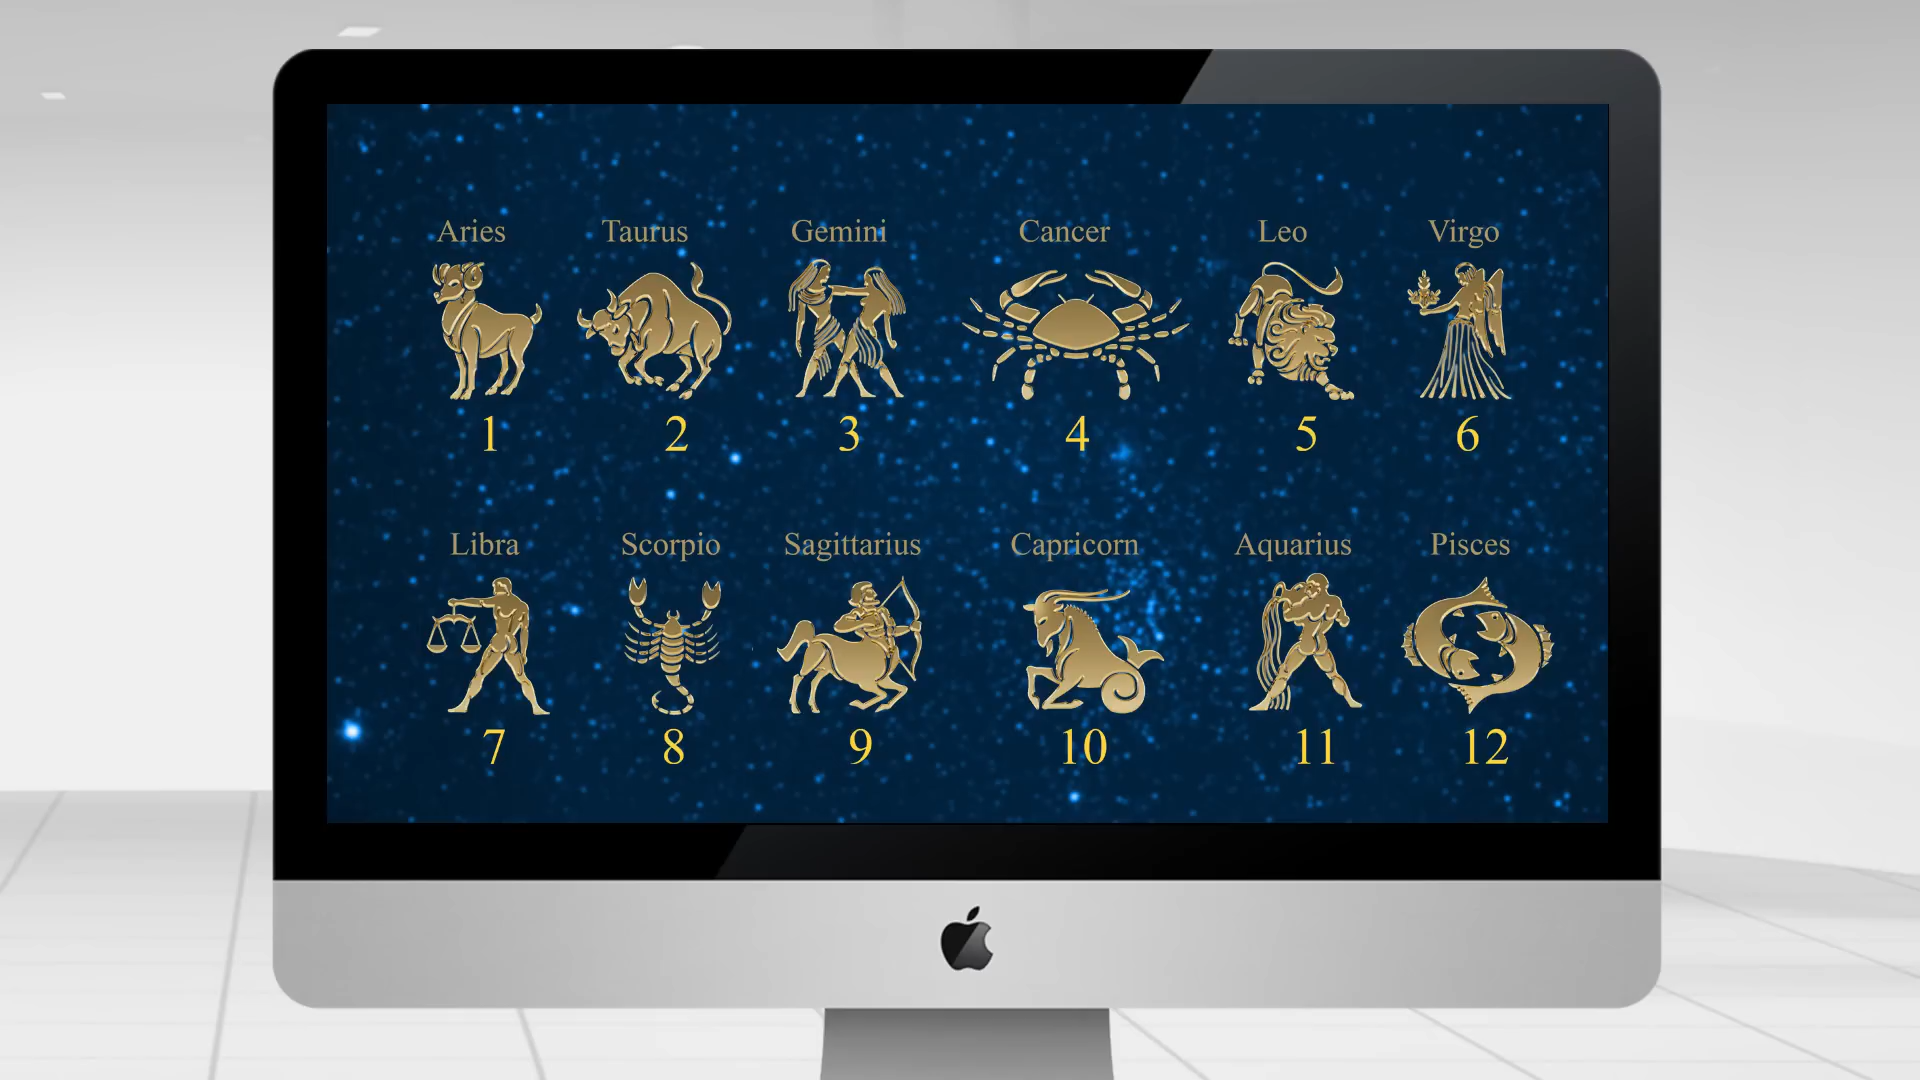 Aries Taurus Gemini Cancer Leo Virgo
1 2 3 4 5 6
Libra Scorpio Sagittarius Capricorn Aquarius Pisces
7 8 9 10 11 12